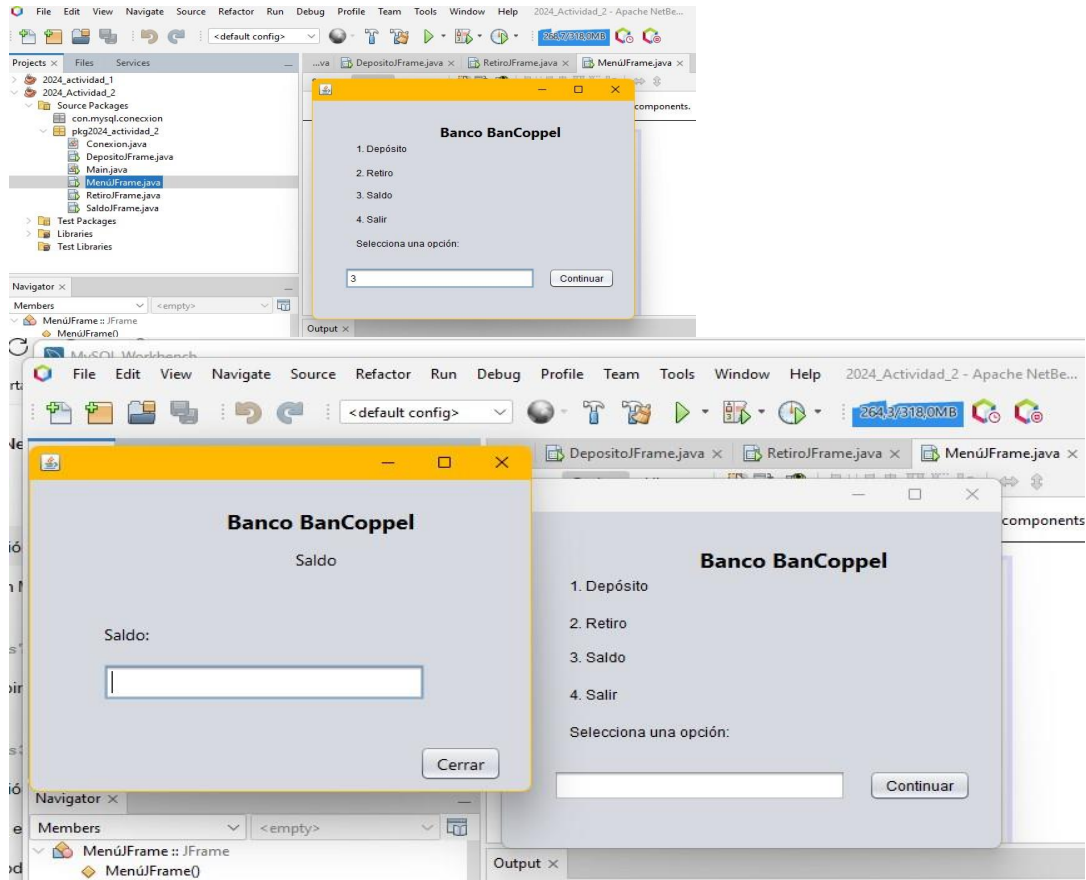 File Edit View Navigate Source Refactor Run Debug Profile Team Tools Window Help 2024_Actividad_2 - Apache NetBe...
<default config>
268,7/318,0MB
Projects × Files Services
...va DepositoJFrame.java × RetiroJFrame.java × MenúJFrame.java ×
2024_actividad_1
2024_Actividad_2
Source Packages
con.mysql.conecxion
pkg2024_actividad_2
Conexion.java
DepositoJFrame.java
Main.java
MenúJFrame.java
RetiroJFrame.java
SaldoJFrame.java
Test Packages
Libraries
Test Libraries
components.
Banco BanCoppel
1. Depósito
2. Retiro
3. Saldo
4. Salir
Selecciona una opción:
3
Continuar
Navigator ×
Members <empty>
MenúJFrame :: JFrame
MenúJFrame()
Output ×
MySQL Workbench
File Edit View Navigate Source Refactor Run Debug Profile Team Tools Window Help 2024_Actividad_2 - Apache NetBe...
<default config>
264,3/318,0MB
DepositoJFrame.java × RetiroJFrame.java × MenúJFrame.java ×
components
Banco BanCoppel
Saldo
Saldo:
Cerrar
Banco BanCoppel
1. Depósito
2. Retiro
3. Saldo
4. Salir
Selecciona una opción:
Continuar
Navigator ×
Members <empty>
MenúJFrame :: JFrame
MenúJFrame()
Output ×